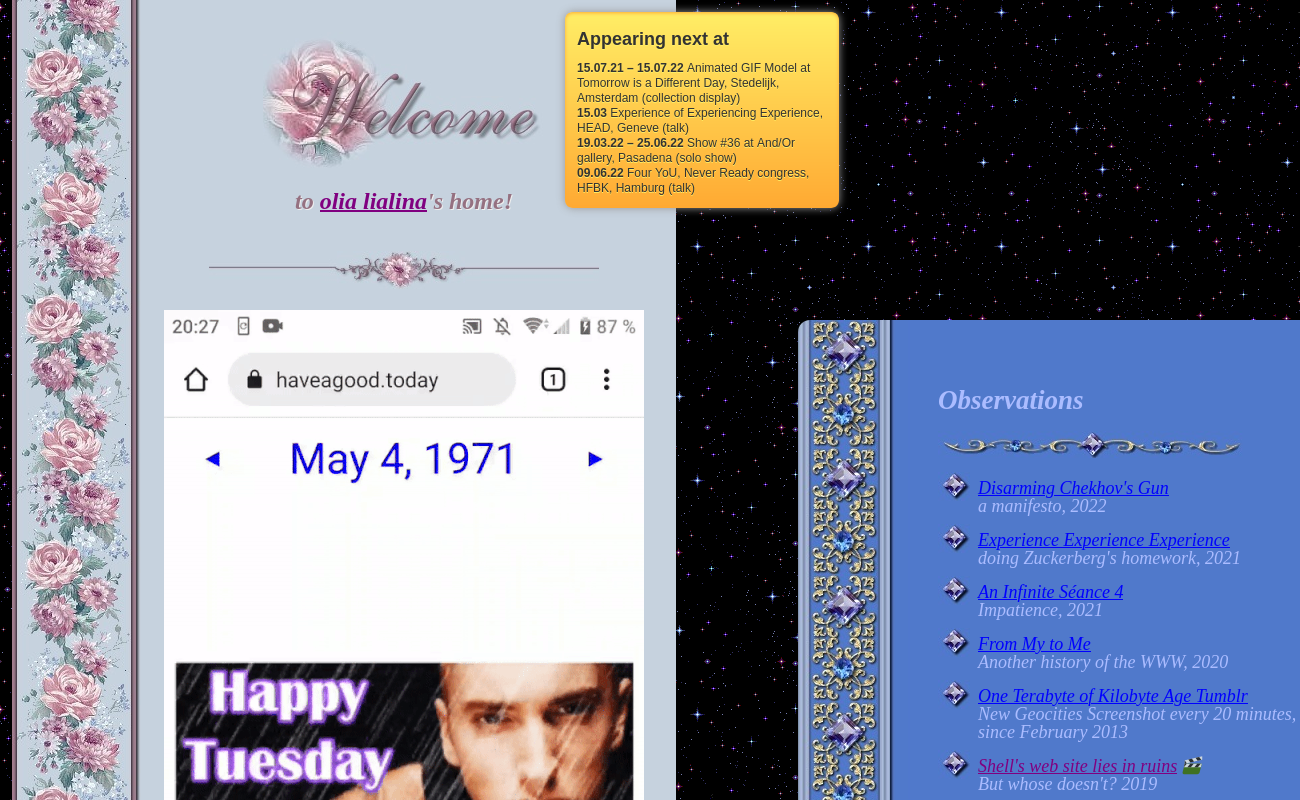 Welcome
to olia lialina's home!
Appearing next at
15.07.21 – 15.07.22 Animated GIF Model at
Tomorrow is a Different Day, Stedelijk,
Amsterdam (collection display)
15.03 Experience of Experiencing Experience,
HEAD, Geneve (talk)
19.03.22 – 25.06.22 Show #36 at And/Or
gallery, Pasadena (solo show)
09.06.22 Four YoU, Never Ready congress,
HFBK, Hamburg (talk)
20:27 87 %
haveagood.today 1
May 4, 1971
Happy
Tuesday
Observations
Disarming Chekhov's Gun
a manifesto, 2022
Experience Experience Experience
doing Zuckerberg's homework, 2021
An Infinite Séance 4
Impatience, 2021
From My to Me
Another history of the WWW, 2020
One Terabyte of Kilobyte Age Tumblr
New Geocities Screenshot every 20 minutes,
since February 2013
Shell's web site lies in ruins 🎬
But whose doesn't? 2019